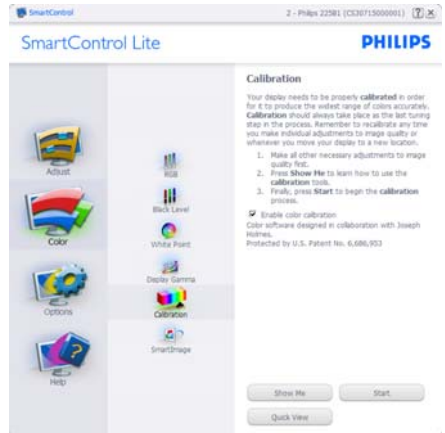 SmartControl
2 - Philips 225B1 (CS30715000001)
SmartControl Lite
PHILIPS
Adjust
Color
Options
Help
RGB
Black Level
White Point
Display Gamma
Calibration
SmartImage
Calibration
Your display needs to be properly calibrated in order
for it to produce the widest range of colors accurately.
Calibration should always take place as the last tuning
step in the process. Remember to recalibrate any time
you make individual adjustments to image quality or
whenever you move your display to a new location.
1. Make all other necessary adjustments to image
quality first.
2. Press Show Me to learn how to use the
calibration tools.
3. Finally, press Start to begin the calibration
process.
Enable color calibration
Color software designed in collaboration with Joseph
Holmes.
Protected by U.S. Patent No. 6,686,953
Show Me
Start
Quick View